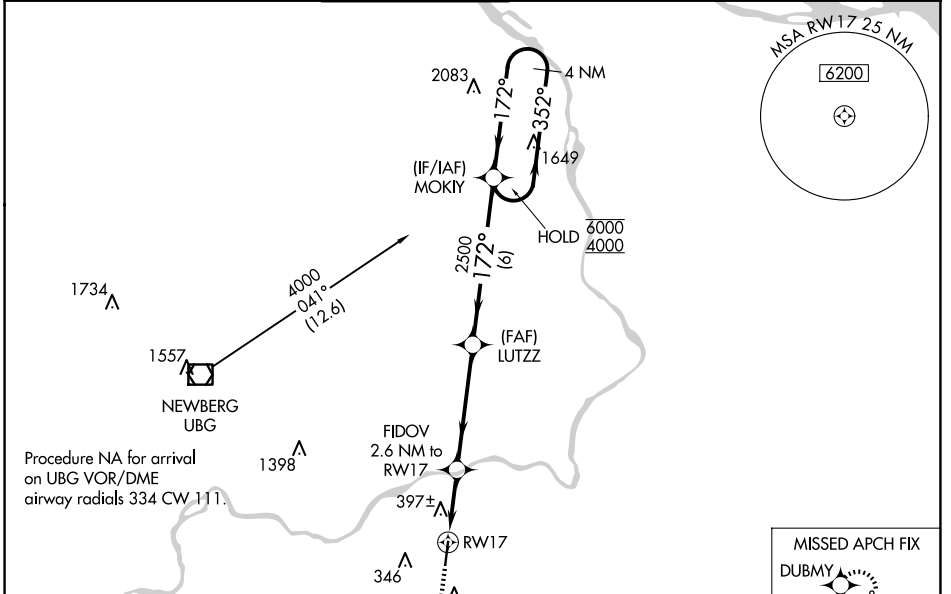 MSA RW17 25 NM
6200
2083
4 NM
172°
352°
1649
(IF/IAF)
MOKIY
HOLD
6000
4000
2500
172°
(6)
4000
041°
(12.6)
1734
1557
NEWBERG
UBG
(FAF)
LUTZZ
FIDOV
2.6 NM to
RW17
1398
Procedure NA for arrival
on UBG VOR/DME
airway radials 334 CW 111.
397±
RW17
346
MISSED APCH FIX
DUBMY